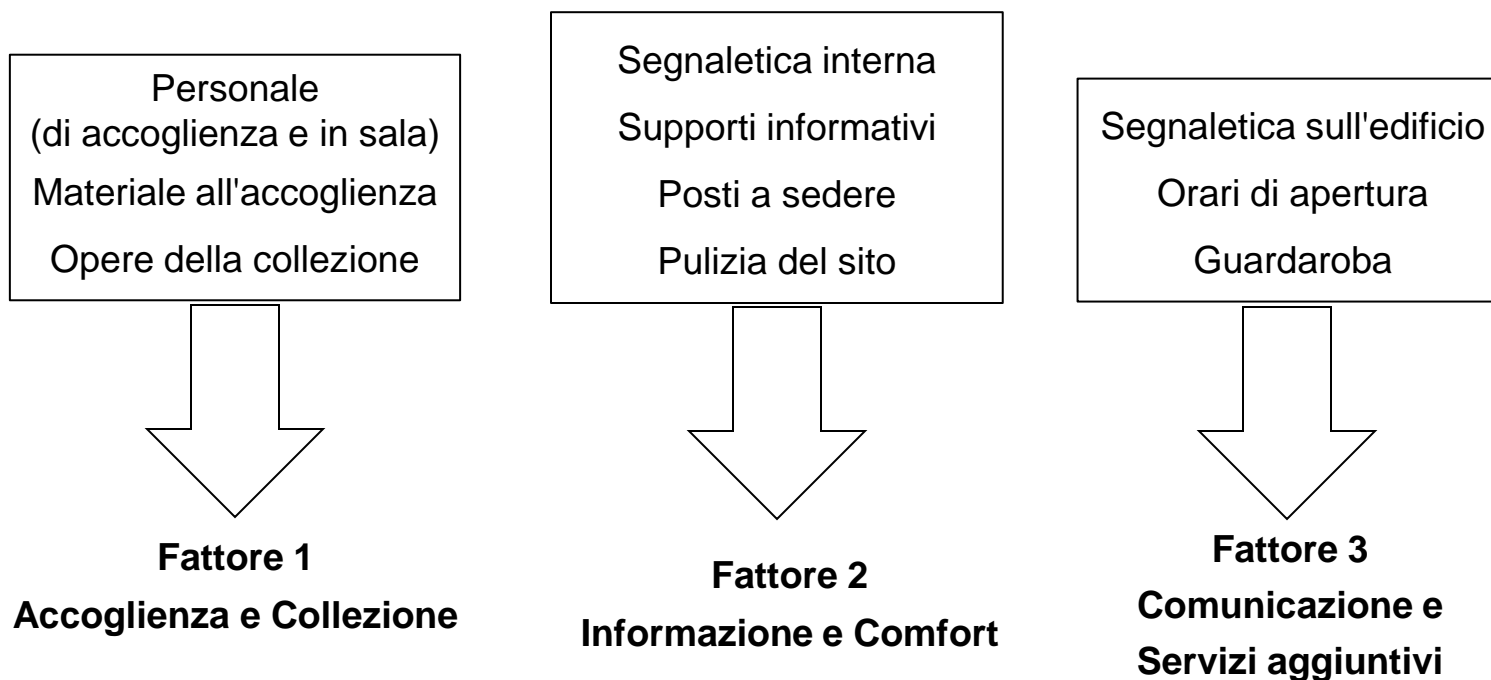 Personale
(di accoglienza e in sala)
Materiale all'accoglienza
Opere della collezione
Fattore 1
Accoglienza e Collezione
Segnaletica interna
Supporti informativi
Posti a sedere
Pulizia del sito
Fattore 2
Informazione e Comfort
Segnaletica sull'edificio
Orari di apertura
Guardaroba
Fattore 3
Comunicazione e
Servizi aggiuntivi